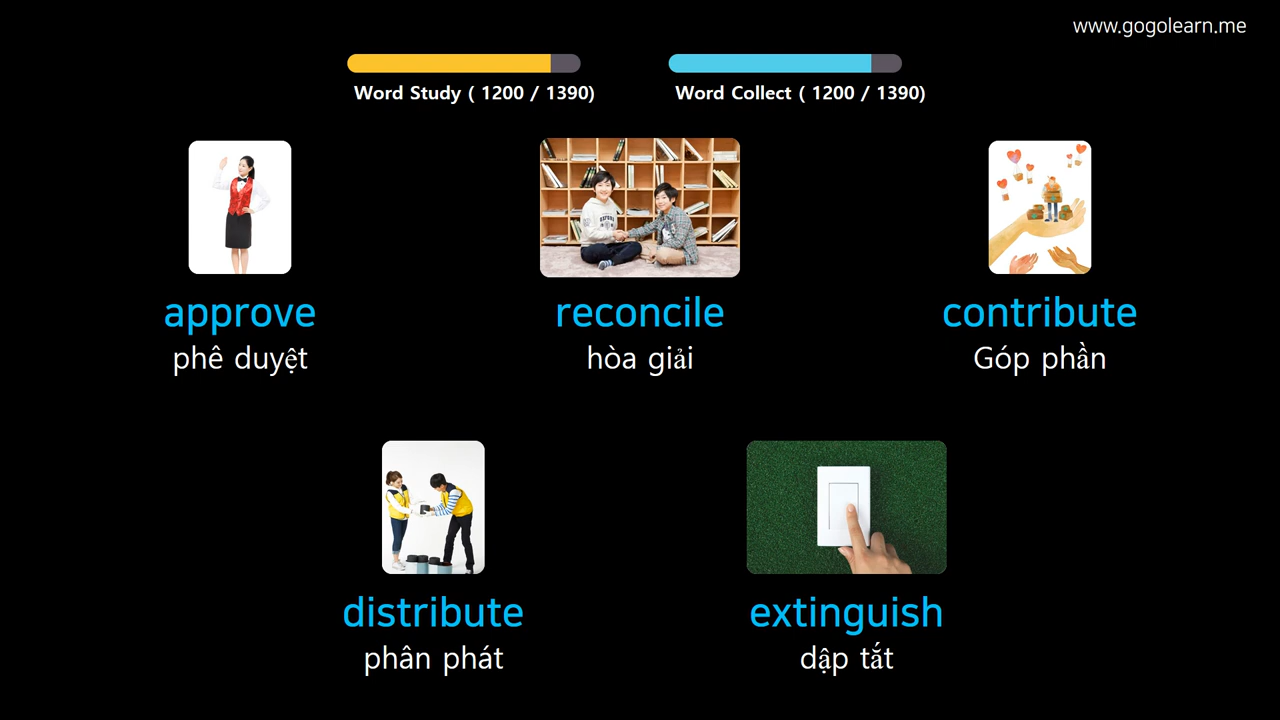 www.gogolearn.me
Word Study ( 1200 / 1390)
Word Collect ( 1200 / 1390)
approve
phê duyệt
reconcile
hòa giải
contribute
Góp phần
distribute
phân phát
extinguish
dập tắt